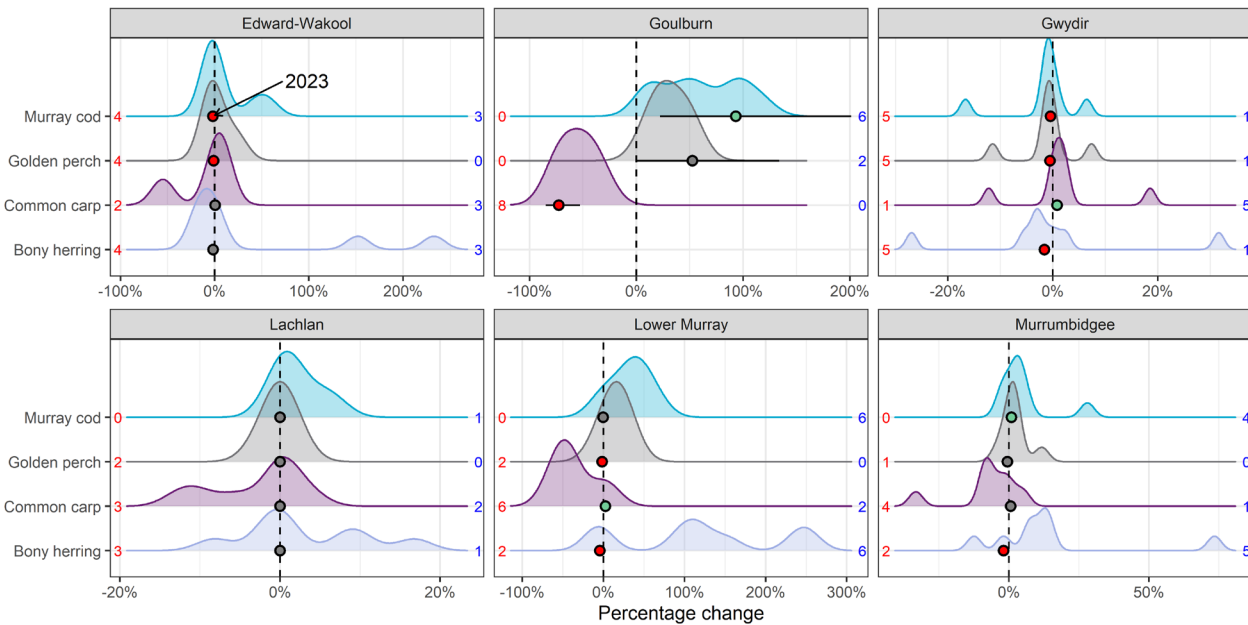 Edward-Wakool Goulburn Gwydir
2023
Murray cod 4 3 0 6 5 1
Golden perch 4 0 0 2 5 1
Common carp 2 3 8 0 1 5
Bony herring 4 3 5 1
-100% 0% 100% 200% -100% 0% 100% 200% -20% 0% 20%
Lachlan Lower Murray Murrumbidgee
Murray cod 0 1 0 6 0 4
Golden perch 2 0 2 0 1 0
Common carp 3 2 6 2 4 1
Bony herring 3 1 2 6 2 5
-20% 0% 20% -100% 0% 100% 200% 300% 0% 50%
Percentage change